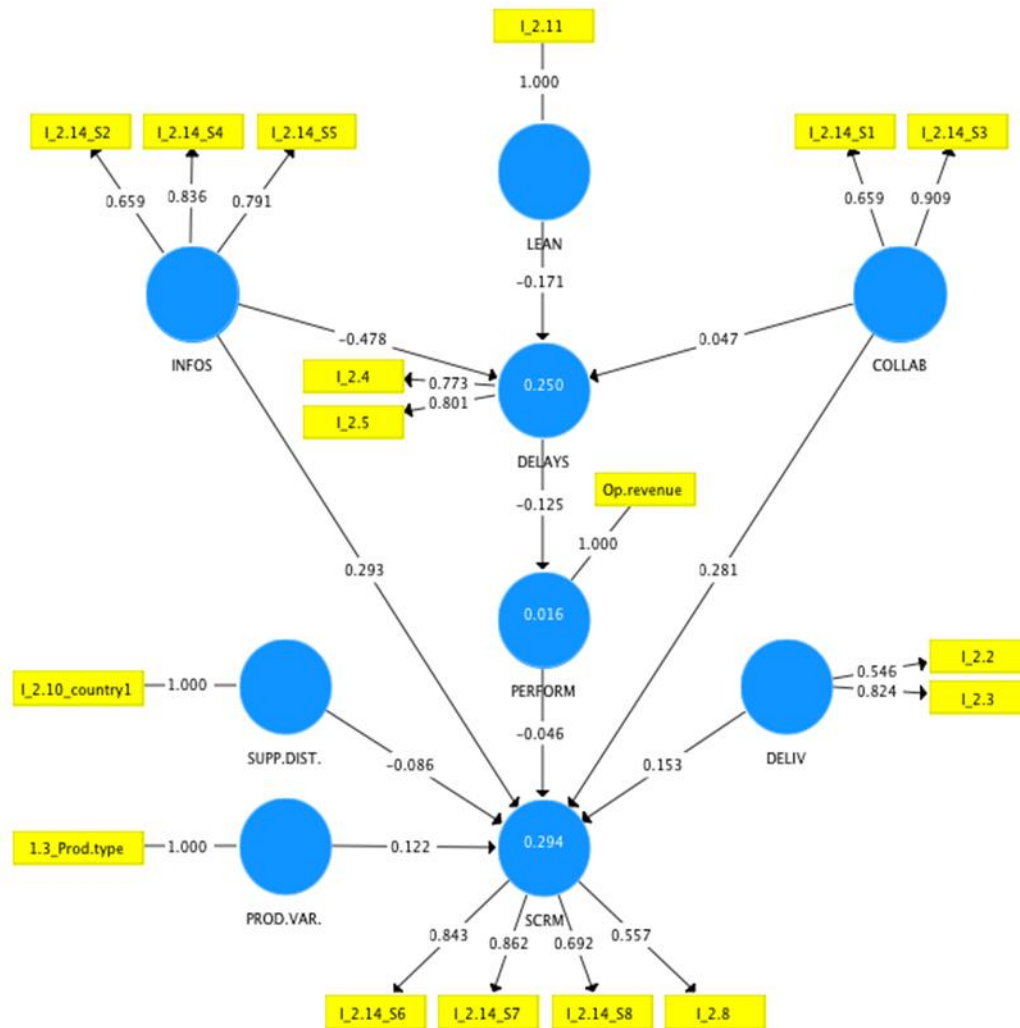 I_2.11
1.000
I_2.14_S2
I_2.14_S4
I_2.14_S5
I_2.14_S1
I_2.14_S3
0.659
0.836
0.791
0.659
0.909
LEAN
−0.171
−0.478
0.047
INFOS
COLLAB
I_2.4
0.773
0.250
0.801
I_2.5
DELAYS
−0.125
Op.revenue
1.000
0.293
0.281
0.016
I_2.2
0.546
I_2.10_country1
1.000
0.824
I_2.3
PERFORM
−0.046
SUPP.DIST.
DELIV
−0.086
0.153
1.3_Prod.type
1.000
0.122
0.294
PROD.VAR.
SCRM
0.843
0.862
0.692
0.557
I_2.14_S6
I_2.14_S7
I_2.14_S8
I_2.8